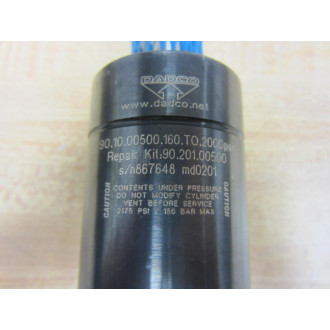 DADCO
www.dadco.net
90.10.00500.160.TO.2000psi
Repair Kit:90.201.00500
s/n867648 md0201
CAUTION
CONTENTS UNDER PRESSURE
DO NOT MODIFY CYLINDER
VENT BEFORE SERVICE
2175 PSI 150 BAR MAX
CAUTION